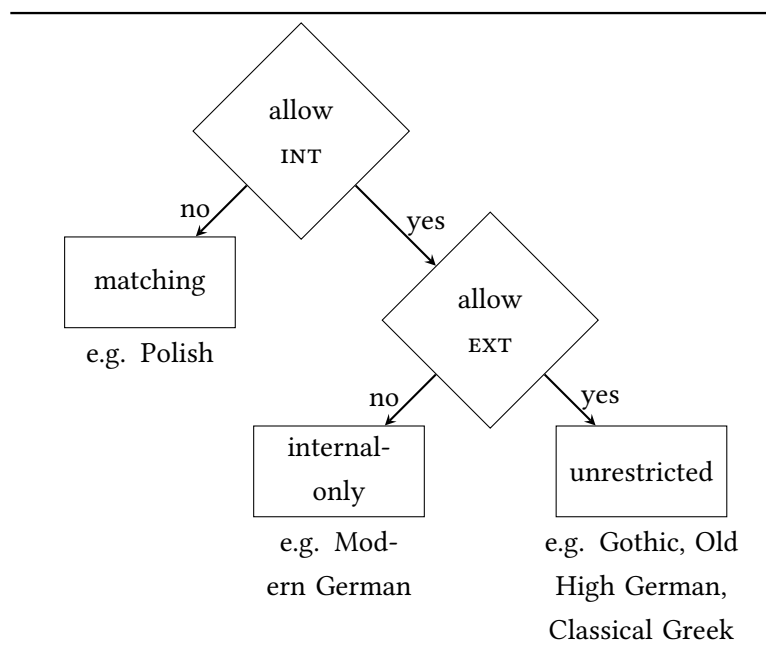 allow
INT
no
yes
matching
e.g. Polish
allow
EXT
no
yes
internal-
only
unrestricted
e.g. Mod-
ern German
e.g. Gothic, Old
High German,
Classical Greek